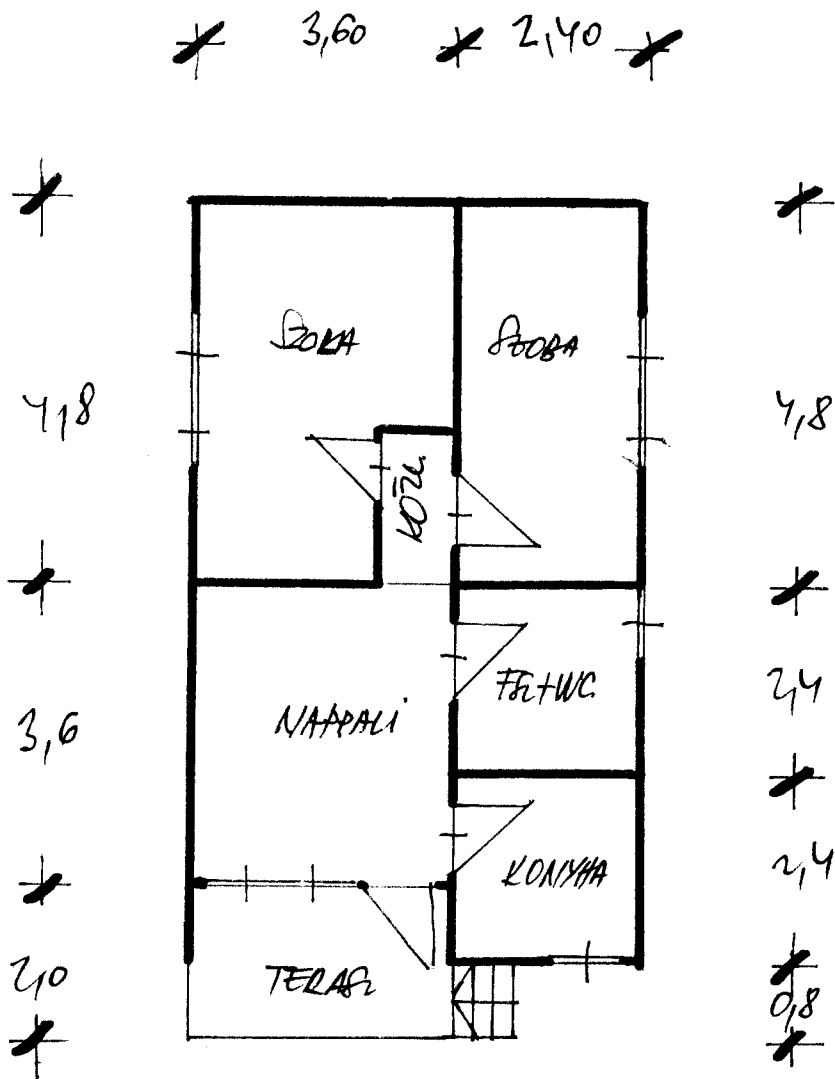 3,60 2,40
SZOBA SZOBA
4,8 4,8
KÖZL.
FSZ+WC
2,4
NAPPALI
3,6
2,4
KONYHA
2,0 TERASZ
0,8